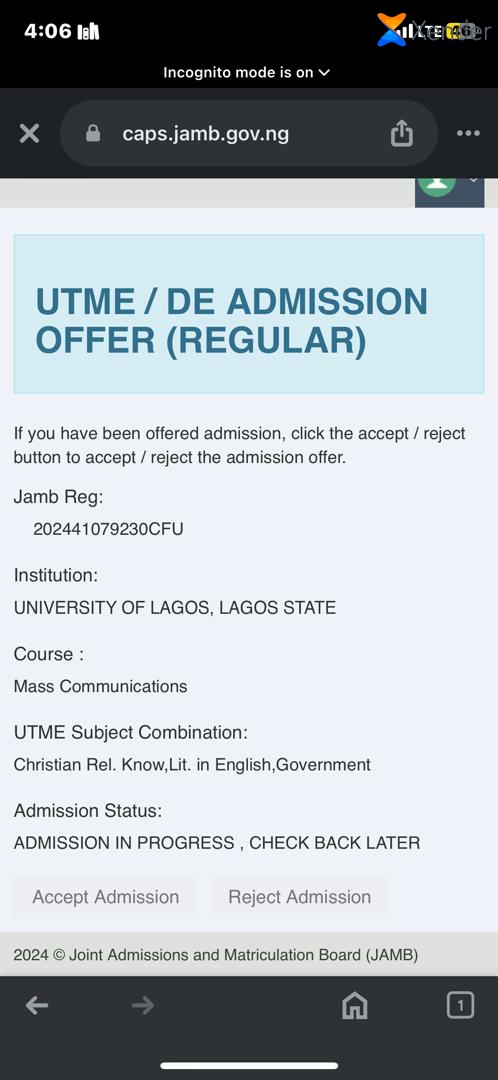 4:06
Xender
Incognito mode is on
caps.jamb.gov.ng
UTME / DE ADMISSION
OFFER (REGULAR)
If you have been offered admission, click the accept / reject
button to accept / reject the admission offer.
Jamb Reg:
202441079230CFU
Institution:
UNIVERSITY OF LAGOS, LAGOS STATE
Course :
Mass Communications
UTME Subject Combination:
Christian Rel. Know,Lit. in English,Government
Admission Status:
ADMISSION IN PROGRESS , CHECK BACK LATER
Accept Admission Reject Admission
2024 © Joint Admissions and Matriculation Board (JAMB)
1